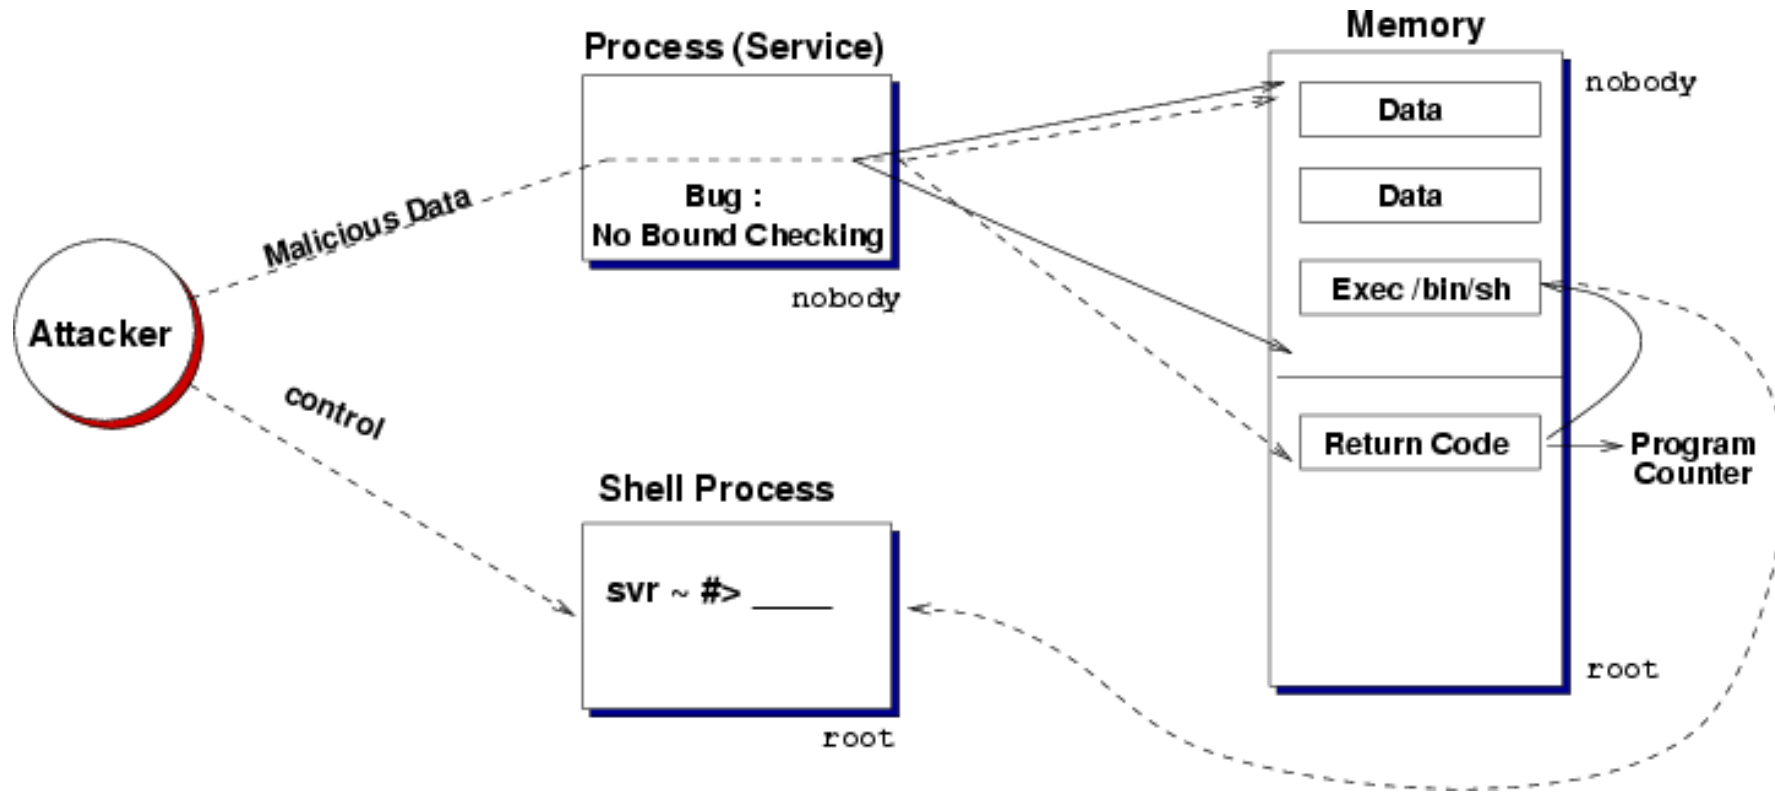 Process (Service)
Memory
nobody
Data
Bug :
No Bound Checking
Data
Malicious Data
nobody
Exec /bin/sh
Attacker
control
Return Code
Program
Counter
Shell Process
svr ~ #> ____
root
root